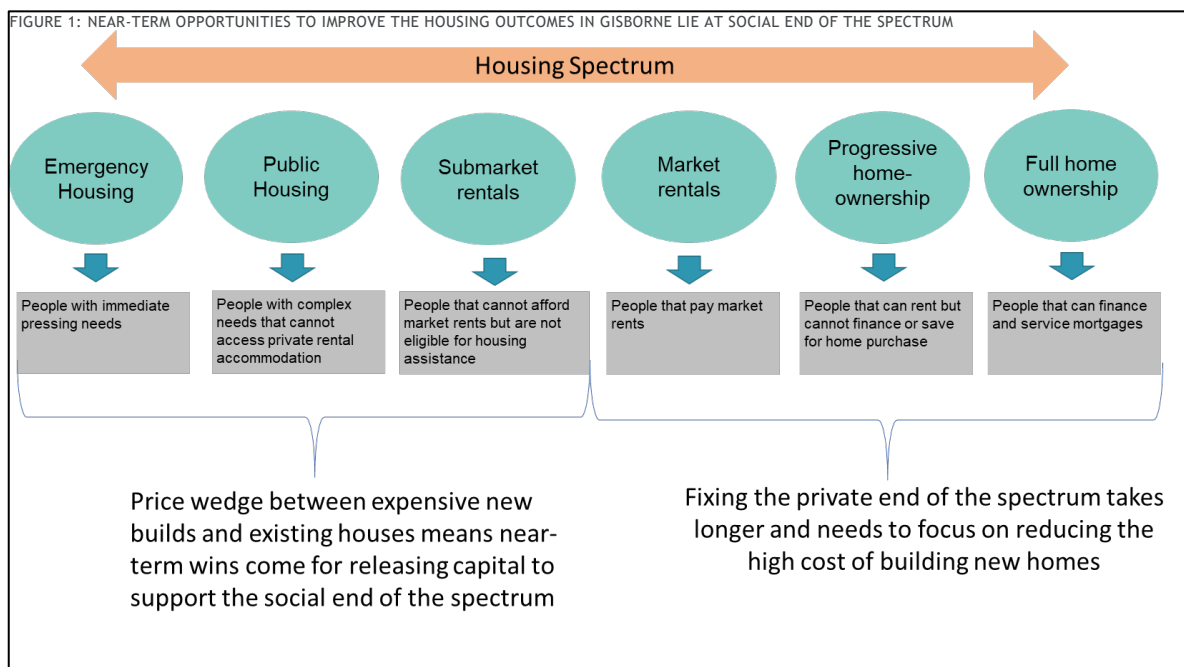 FIGURE 1: NEAR-TERM OPPORTUNITIES TO IMPROVE THE HOUSING OUTCOMES IN GISBORNE LIE AT SOCIAL END OF THE SPECTRUM
Housing Spectrum
Emergency
Housing
Public
Housing
Submarket
rentals
Market
rentals
Progressive
home-
ownership
Full home
ownership
People with immediate
pressing needs
People with complex
needs that cannot
access private rental
accommodation
People that cannot afford
market rents but are not
eligible for housing
assistance
People that pay market
rents
People that can rent but
cannot finance or save
for home purchase
People that can finance
and service mortgages
Price wedge between expensive new
builds and existing houses means near-
term wins come for releasing capital to
support the social end of the spectrum
Fixing the private end of the spectrum takes
longer and needs to focus on reducing the
high cost of building new homes